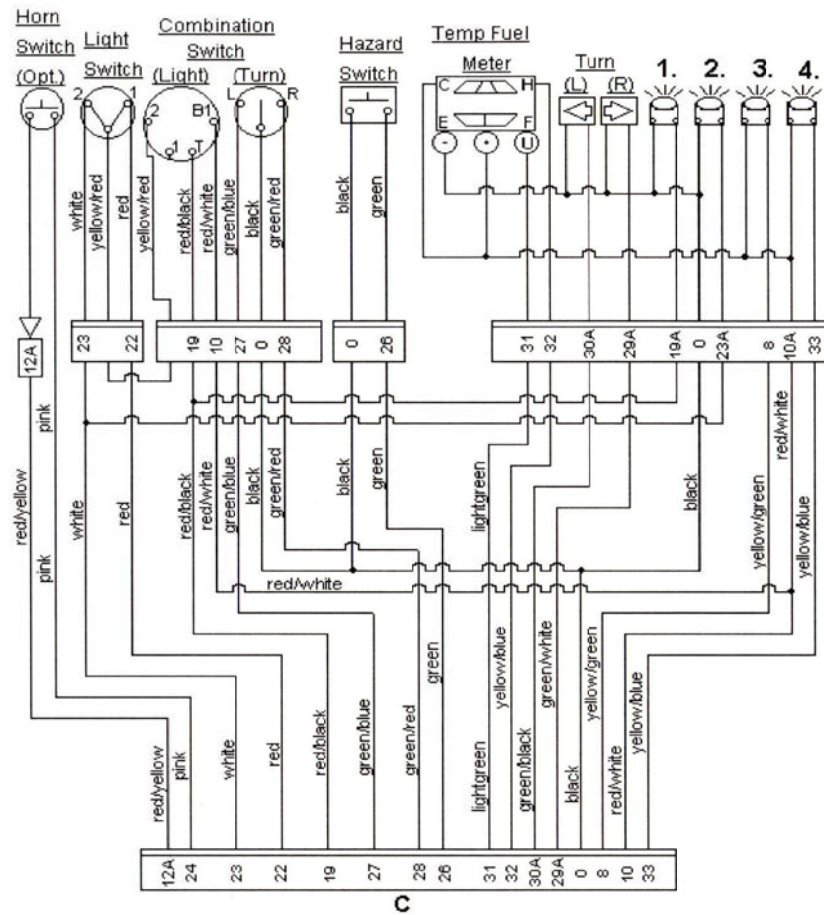 Horn
Switch
(Opt.)
Light
Switch
Combination
Switch
(Light) (Turn)
Hazard
Switch
Temp Fuel
Meter
Turn
(L) (R)
1. 2. 3. 4.
2 1
2 B1
1 T
L R
C H
E F
- • U
white
yellow/red
red
yellow/red
red/black
red/white
green/blue
black
green/red
black
green
12A
23 22
19 10 27 0 28
0 26
31 32 30A 29A 19A 0 23A 8 10A 33
red/yellow
pink
pink
white
red
red/black
red/white
green/blue
black
green/red
black
green
lightgreen
black
yellow/green
red/white
yellow/blue
red/white
red/yellow
pink
white
red
red/black
green/blue
green/red
green
lightgreen
yellow/blue
green/black
green/white
black
yellow/green
red/white
yellow/blue
12A 24 23 22 19 27 28 26 31 32 30A 29A 0 8 10 33
C